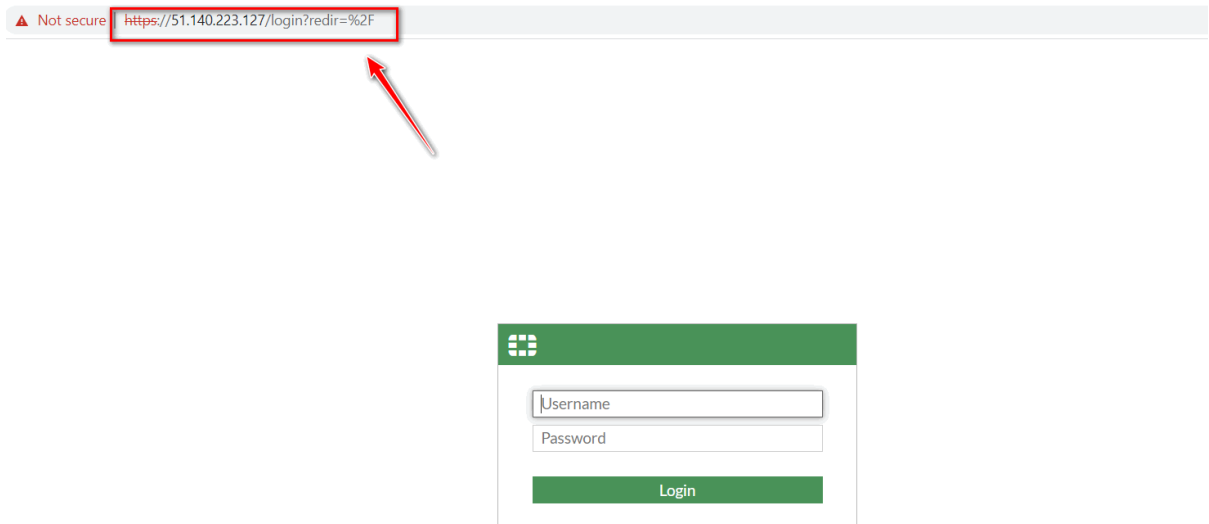 Not secure | https://51.140.223.127/login?redir=%2F
Username
Password
Login